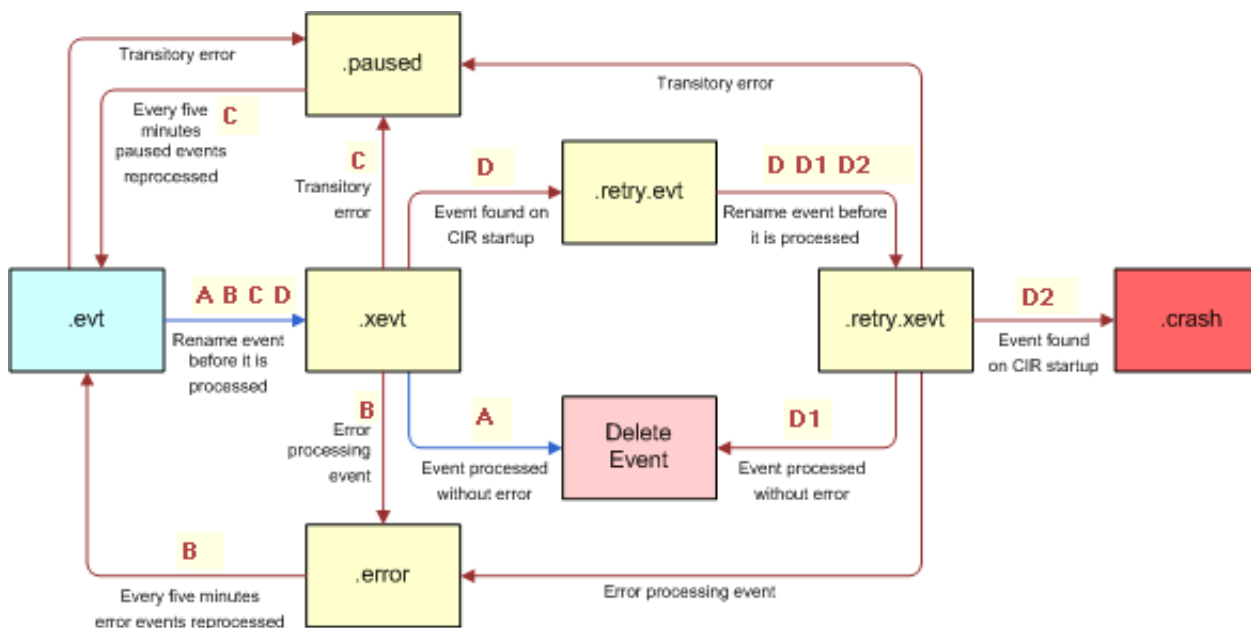 Transitory error
.paused
Transitory error
Every five
minutes
paused events
reprocessed
C
C
Transitory
error
D
Event found on
CIR startup
.retry.evt
D D1 D2
Rename event before
it is processed
.evt
A B C D
Rename event
before it is
processed
.xevt
.retry.xevt
D2
Event found
on CIR startup
.crash
B
Error
processing
event
A
Event processed
without error
Delete
Event
D1
Event processed
without error
B
Every five minutes
error events reprocessed
.error
Error processing event